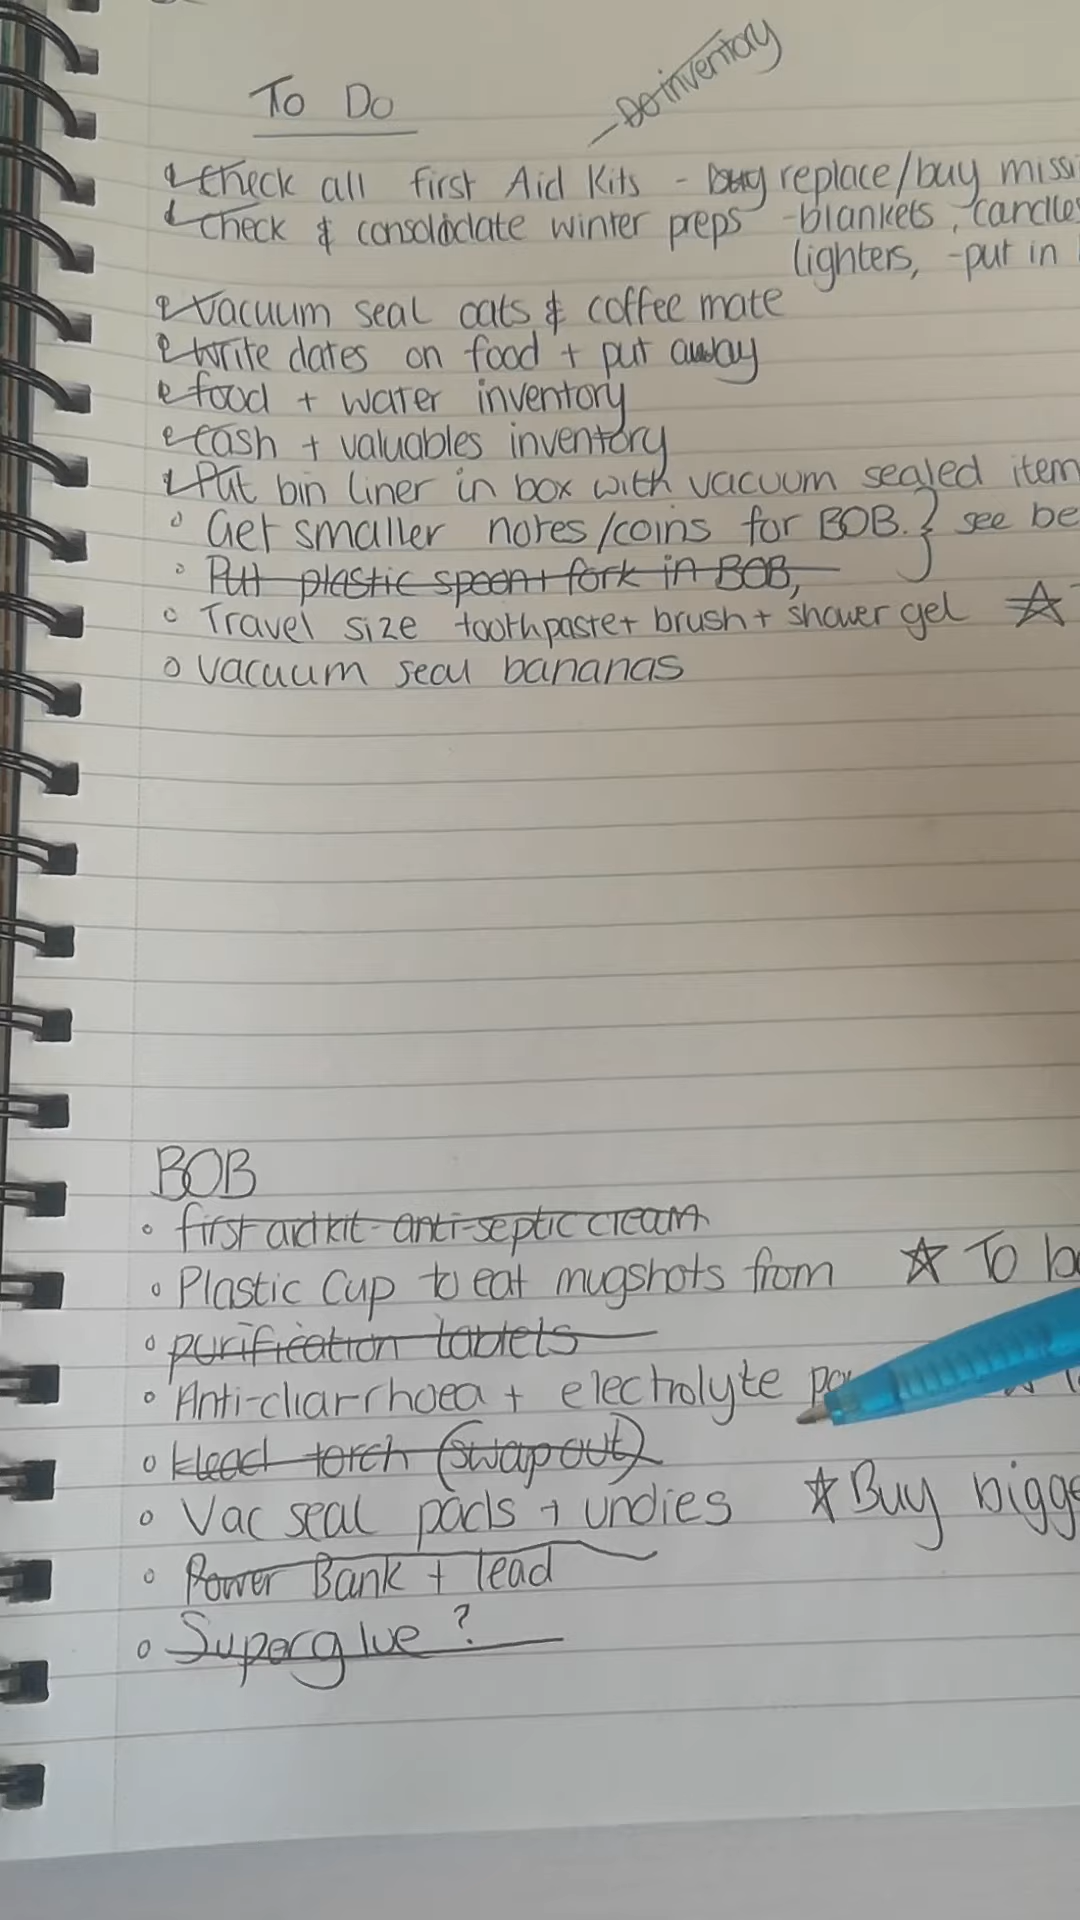 To Do
- Do inventory
Check all first Aid Kits - buy replace/buy missi
Check & consolidate winter preps - blankets, candles
lighters, - put in
Vacuum seal oats & coffee mate
Write dates on food + put away
food + water inventory
Cash + valuables inventory
Put bin liner in box with vacuum sealed item
Get smaller notes/coins for BOB. } see be
Put plastic spoon + fork in BOB,
Travel size toothpaste + brush + shower gel ☆
Vacuum seal bananas
BOB
first aid kit - anti-septic cream
Plastic Cup to eat mugshots from ☆ To b
purification tablets
Anti-diarrhoea + electrolyte
Head torch (swap out)
Vac seal pads + undies ☆ Buy bigge
Power Bank + lead
Superglue?